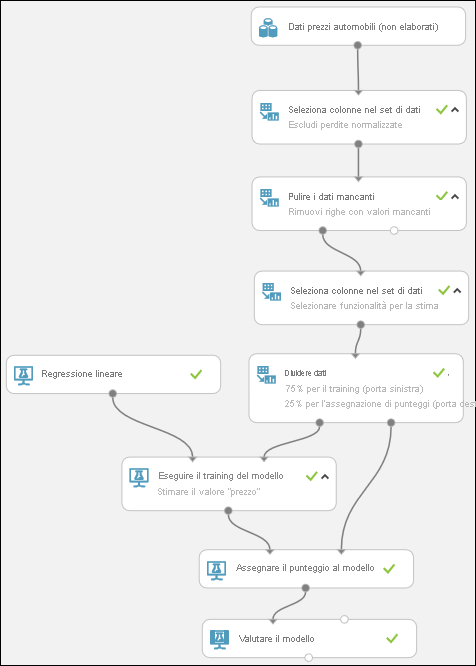 Dati prezzi automobili (non elaborati)
Seleziona colonne nel set di dati
Escludi perdite normalizzate
Pulire i dati mancanti
Rimuovi righe con valori mancanti
Seleziona colonne nel set di dati
Selezionare funzionalità per la stima
Regressione lineare
Dividere dati
75% per il training (porta sinistra)
25% per l'assegnazione di punteggi (porta des
Eseguire il training del modello
Stimare il valore "prezzo"
Assegnare il punteggio al modello
Valutare il modello